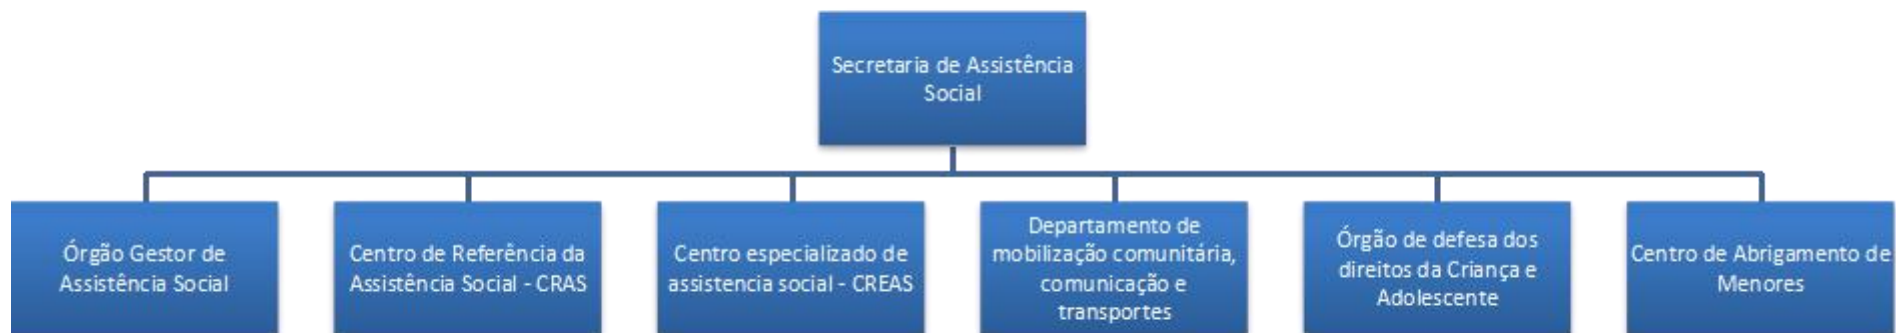 Secretaria de Assistência
Social
Órgão Gestor de
Assistência Social
Centro de Referência da
Assistência Social - CRAS
Centro especializado de
assistencia social - CREAS
Departamento de
mobilização comunitária,
comunicação e
transportes
Órgão de defesa dos
direitos da Criança e
Adolescente
Centro de Abrigamento de
Menores